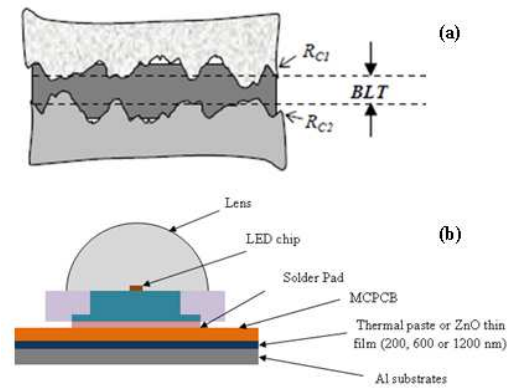 (a)
R_C1
BLT
R_C2
(b)
Lens
LED chip
Solder Pad
MCPCB
Thermal paste or ZnO thin
film (200, 600 or 1200 nm)
Al substrates